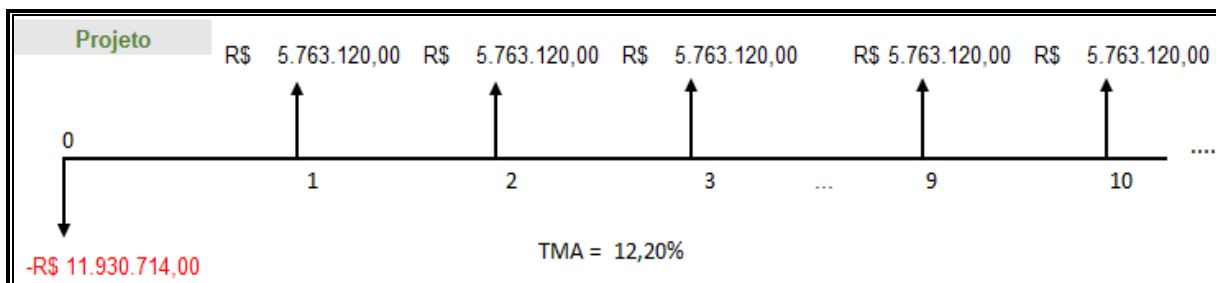 Projeto
R$ 5.763.120,00 R$ 5.763.120,00 R$ 5.763.120,00 R$ 5.763.120,00 R$ 5.763.120,00
0
....
1 2 3 ... 9 10
TMA = 12,20%
-R$ 11.930.714,00